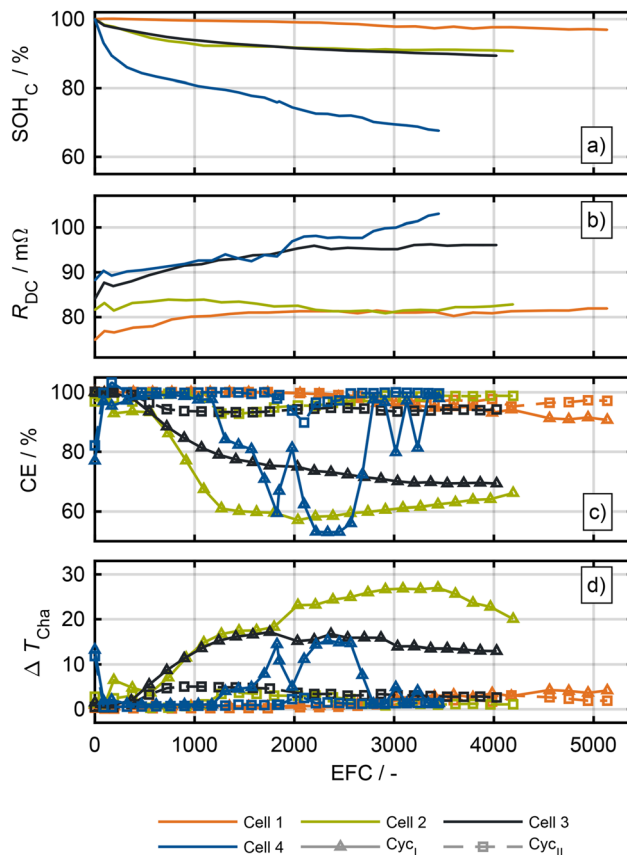 100
80
60
SOH_C / %
a)
100
90
80
R_DC / mΩ
b)
100
80
60
CE / %
c)
30
20
10
0
Δ T_Cha
d)
0 1000 2000 3000 4000 5000
EFC / -
Cell 1 Cell 2 Cell 3
Cell 4 Cyc_I Cyc_II